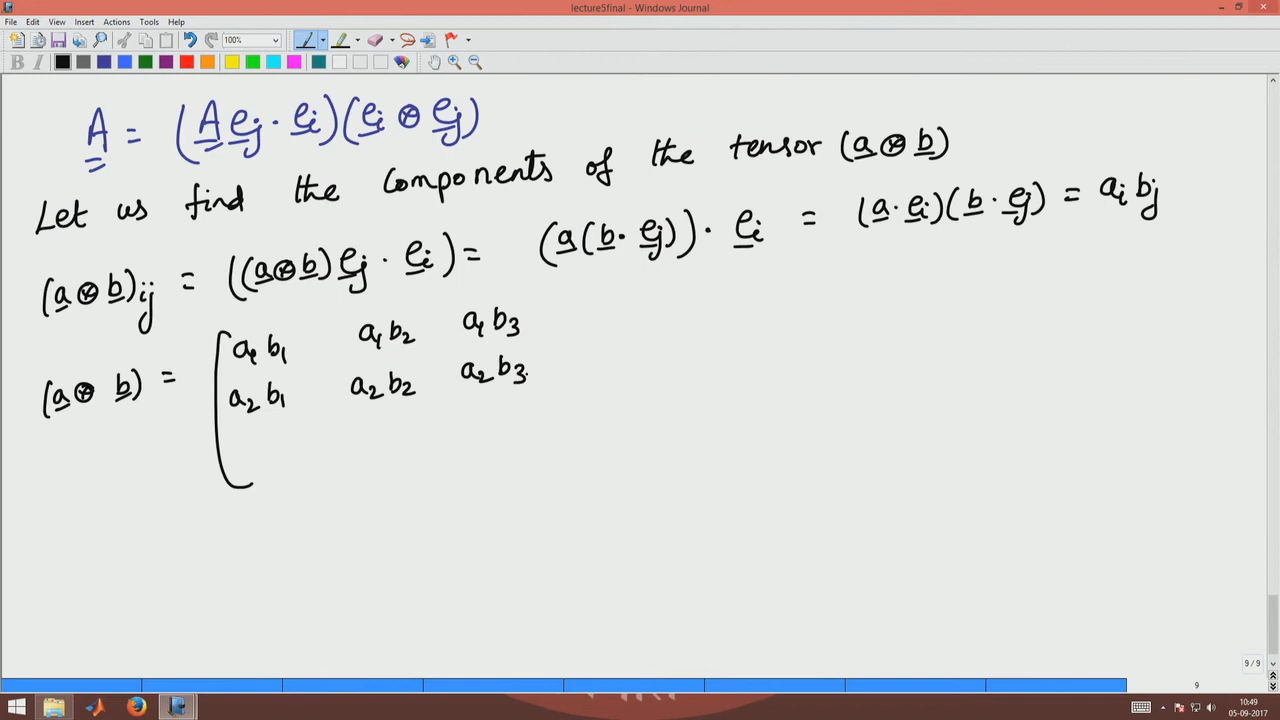 lecture5final - Windows Journal
File Edit View Insert Actions Tools Help
100%
B I
A = (A ej · ei)(ei ⊗ ej)
Let us find the components of the tensor (a ⊗ b)
(a ⊗ b)ij = ((a ⊗ b) ej · ei) = (a(b · ej)) · ei = (a · ei)(b · ej) = ai bj
(a ⊗ b) = [ a1 b1 a1 b2 a1 b3
a2 b1 a2 b2 a2 b3
9 / 9
9
10:49
05-09-2017